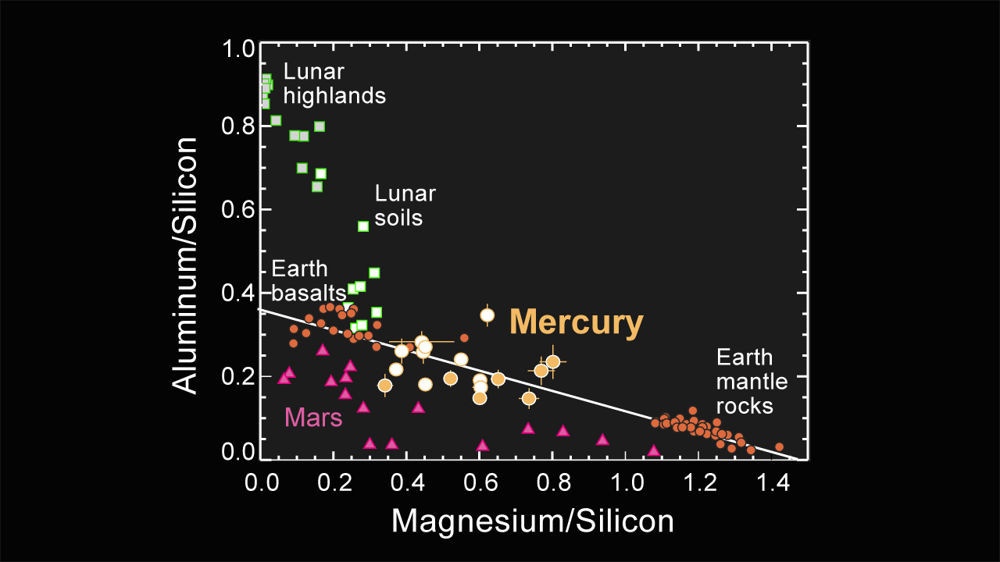 Aluminum/Silicon
1.0
0.8
0.6
0.4
0.2
0.0
Lunar
highlands
Lunar
soils
Earth
basalts
Mercury
Earth
mantle
rocks
Mars
0.0 0.2 0.4 0.6 0.8 1.0 1.2 1.4
Magnesium/Silicon